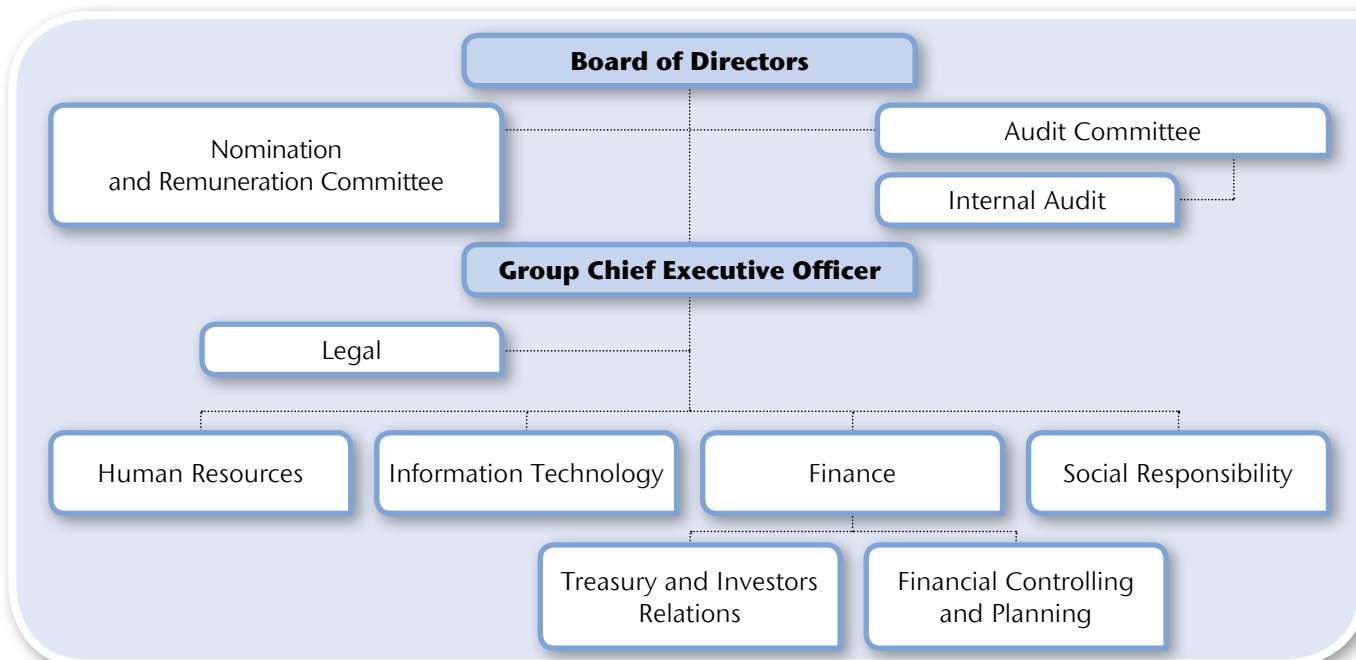 Board of Directors
Nomination
and Remuneration Committee
Audit Committee
Internal Audit
Group Chief Executive Officer
Legal
Human Resources
Information Technology
Finance
Social Responsibility
Treasury and Investors
Relations
Financial Controlling
and Planning